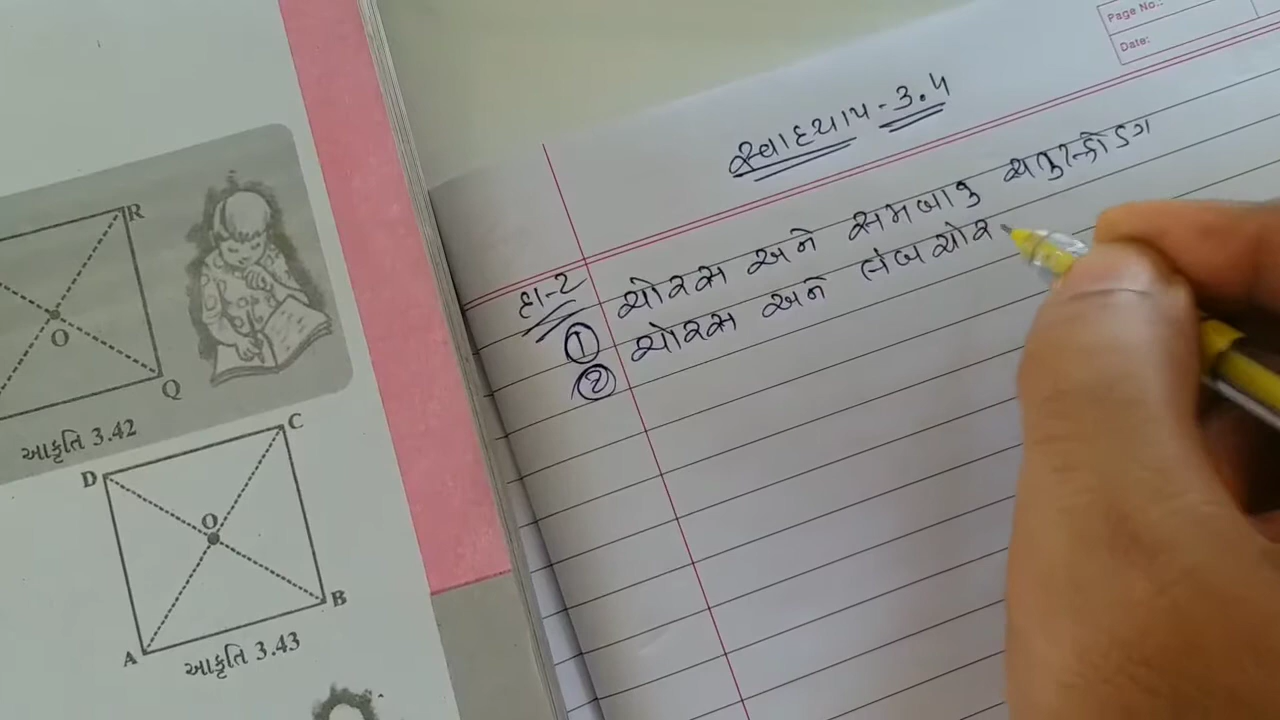 R
O
Q
આકૃતિ 3.42
D
C
O
A
B
આકૃતિ 3.43
Page No.:
Date:
સ્વાધ્યાય - 3.4
દા-2
① ચોરસ અને સમબાજુ ચતુષ્કોણ
② ચોરસ અને લંબચોર